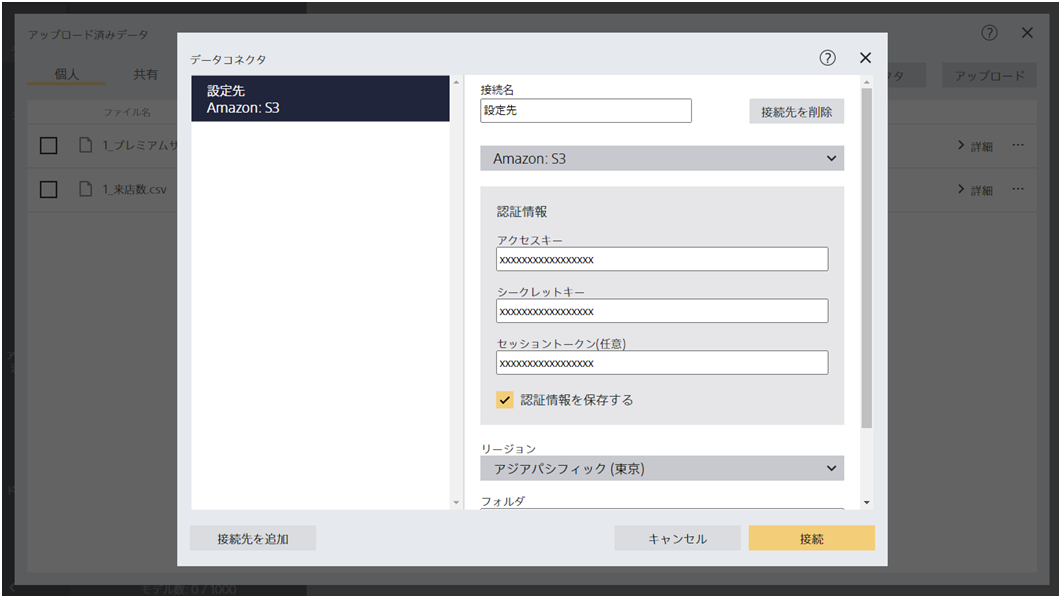 アップロード済みデータ
個人
共有
アップロード
ファイル名
1_プレミアムサ
詳細
1_来店数.csv
詳細
データコネクタ
設定先
Amazon: S3
接続名
設定先
接続先を削除
Amazon: S3
認証情報
アクセスキー
xxxxxxxxxxxxxxxxx
シークレットキー
xxxxxxxxxxxxxxxxx
セッショントークン(任意)
xxxxxxxxxxxxxxxxx
認証情報を保存する
リージョン
アジアパシフィック (東京)
フォルダ
接続先を追加
キャンセル
接続
モデル数: 0 / 1000